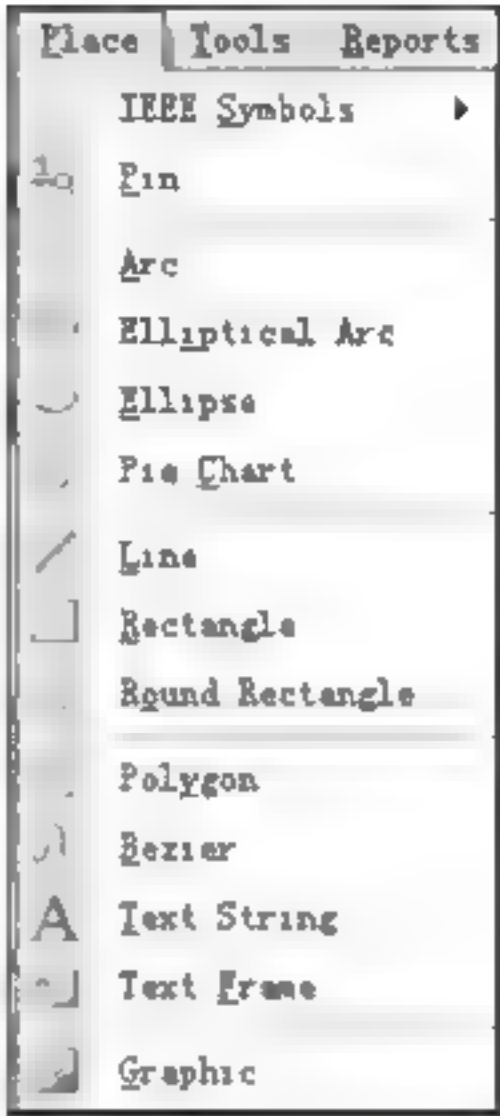 Place Tools Reports
IEEE Symbols
Pin
Arc
Elliptical Arc
Ellipse
Pie Chart
Line
Rectangle
Round Rectangle
Polygon
Bezier
Text String
Text Frame
Graphic